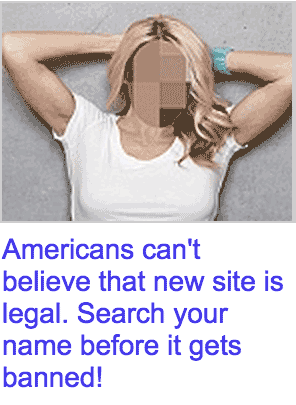 Americans can't
believe that new site is
legal. Search your
name before it gets
banned!